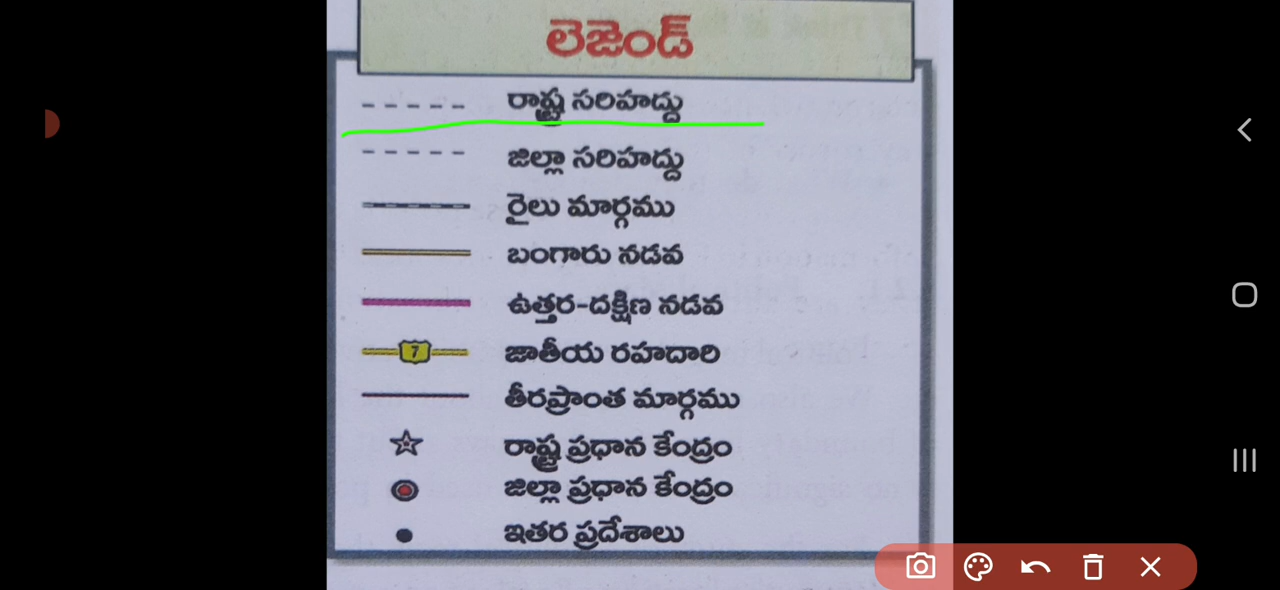 లెజెండ్
రాష్ట్ర సరిహద్దు
జిల్లా సరిహద్దు
రైలు మార్గము
బంగారు నడవ
ఉత్తర-దక్షిణ నడవ
7 జాతీయ రహదారి
తీరప్రాంత మార్గము
రాష్ట్ర ప్రధాన కేంద్రం
జిల్లా ప్రధాన కేంద్రం
ఇతర ప్రదేశాలు